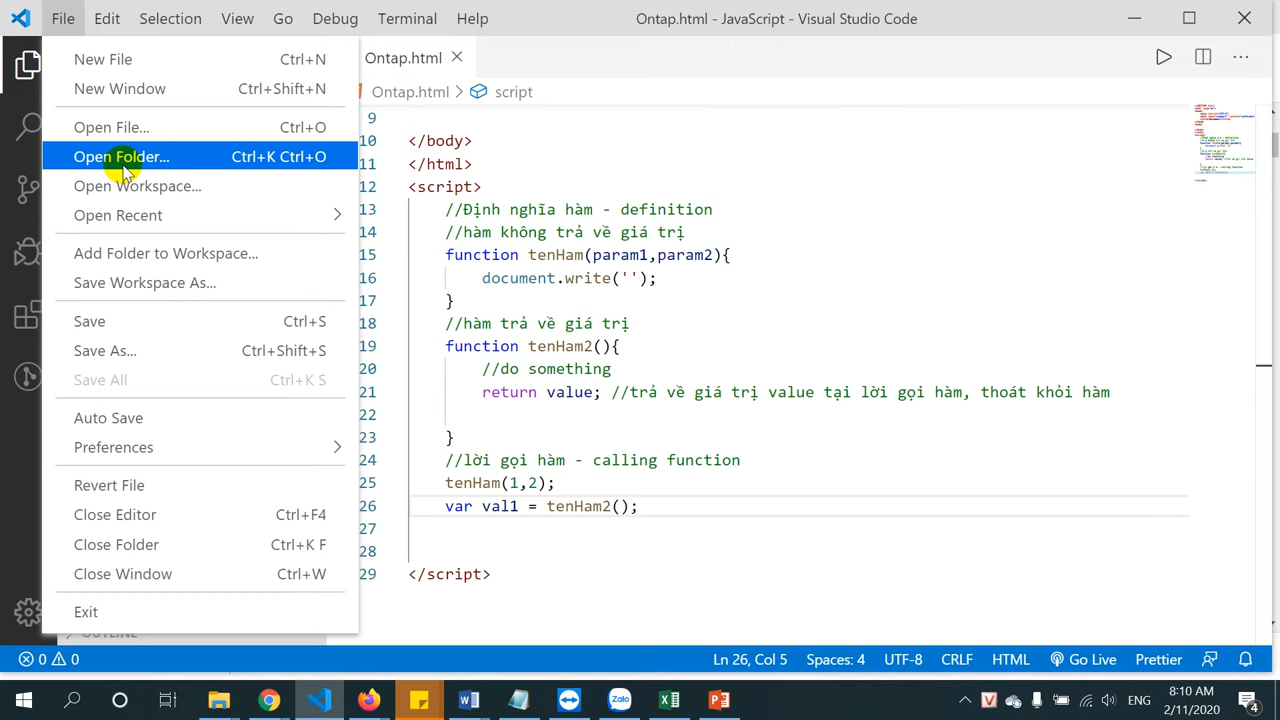 File Edit Selection View Go Debug Terminal Help Ontap.html - JavaScript - Visual Studio Code
New File Ctrl+N
New Window Ctrl+Shift+N
Open File... Ctrl+O
Open Folder... Ctrl+K Ctrl+O
Open Workspace...
Open Recent
Add Folder to Workspace...
Save Workspace As...
Save Ctrl+S
Save As... Ctrl+Shift+S
Save All Ctrl+K S
Auto Save
Preferences
Revert File
Close Editor Ctrl+F4
Close Folder Ctrl+K F
Close Window Ctrl+W
Exit
OUTLINE
Ontap.html
Ontap.html > script
9
10 </body>
11 </html>
12 <script>
13 //Định nghĩa hàm - definition
14 //hàm không trả về giá trị
15 function tenHam(param1,param2){
16 document.write('');
17 }
18 //hàm trả về giá trị
19 function tenHam2(){
20 //do something
21 return value; //trả về giá trị value tại lời gọi hàm, thoát khỏi hàm
22
23 }
24 //lời gọi hàm - calling function
25 tenHam(1,2);
26 var val1 = tenHam2();
27
28
29 </script>
0 0 Ln 26, Col 5 Spaces: 4 UTF-8 CRLF HTML Go Live Prettier
Zalo ENG 8:10 AM
2/11/2020 4